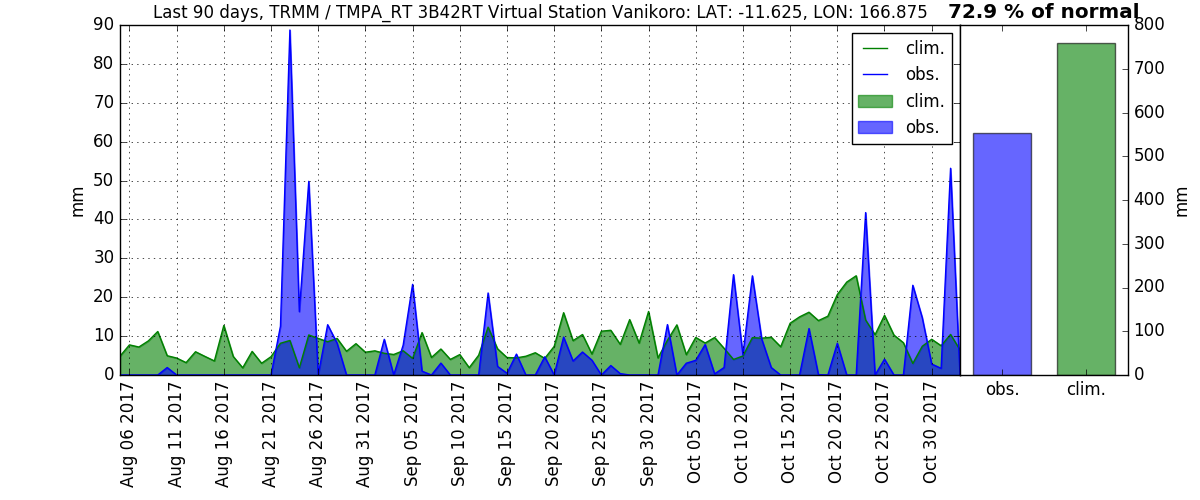 Last 90 days, TRMM / TMPA_RT 3B42RT Virtual Station Vanikoro: LAT: -11.625, LON: 166.875
72.9 % of normal
90
80
70
60
50
40
30
20
10
0
mm
clim.
obs.
clim.
obs.
800
700
600
500
400
300
200
100
0
mm
obs.
clim.
Aug 06 2017
Aug 11 2017
Aug 16 2017
Aug 21 2017
Aug 26 2017
Aug 31 2017
Sep 05 2017
Sep 10 2017
Sep 15 2017
Sep 20 2017
Sep 25 2017
Sep 30 2017
Oct 05 2017
Oct 10 2017
Oct 15 2017
Oct 20 2017
Oct 25 2017
Oct 30 2017